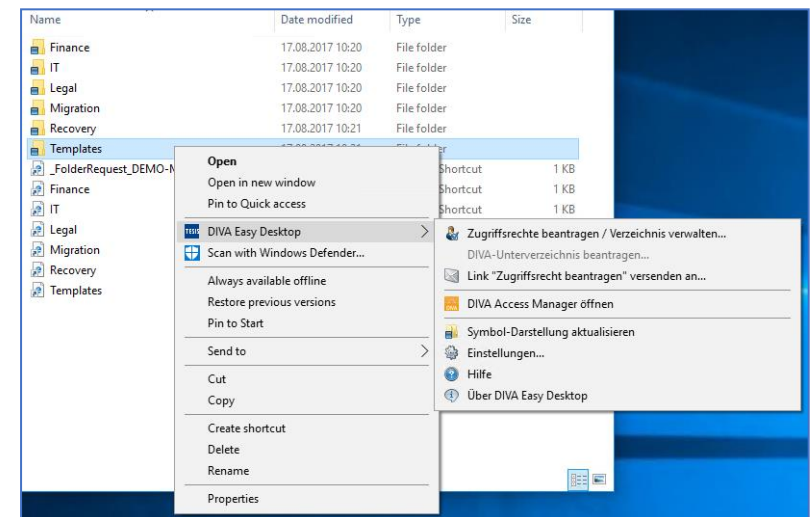 Name Date modified Type Size
Finance 17.08.2017 10:20 File folder
IT 17.08.2017 10:20 File folder
Legal 17.08.2017 10:20 File folder
Migration 17.08.2017 10:20 File folder
Recovery 17.08.2017 10:21 File folder
Templates
_FolderRequest_DEMO- Shortcut 1 KB
Finance Shortcut 1 KB
IT Shortcut 1 KB
Legal
Migration
Recovery
Templates
Open
Open in new window
Pin to Quick access
TESIS DIVA Easy Desktop
Scan with Windows Defender...
Always available offline
Restore previous versions
Pin to Start
Send to
Cut
Copy
Create shortcut
Delete
Rename
Properties
Zugriffsrechte beantragen / Verzeichnis verwalten...
DIVA-Unterverzeichnis beantragen...
Link "Zugriffsrecht beantragen" versenden an...
DIVA DIVA Access Manager öffnen
Symbol-Darstellung aktualisieren
Einstellungen...
Hilfe
Über DIVA Easy Desktop